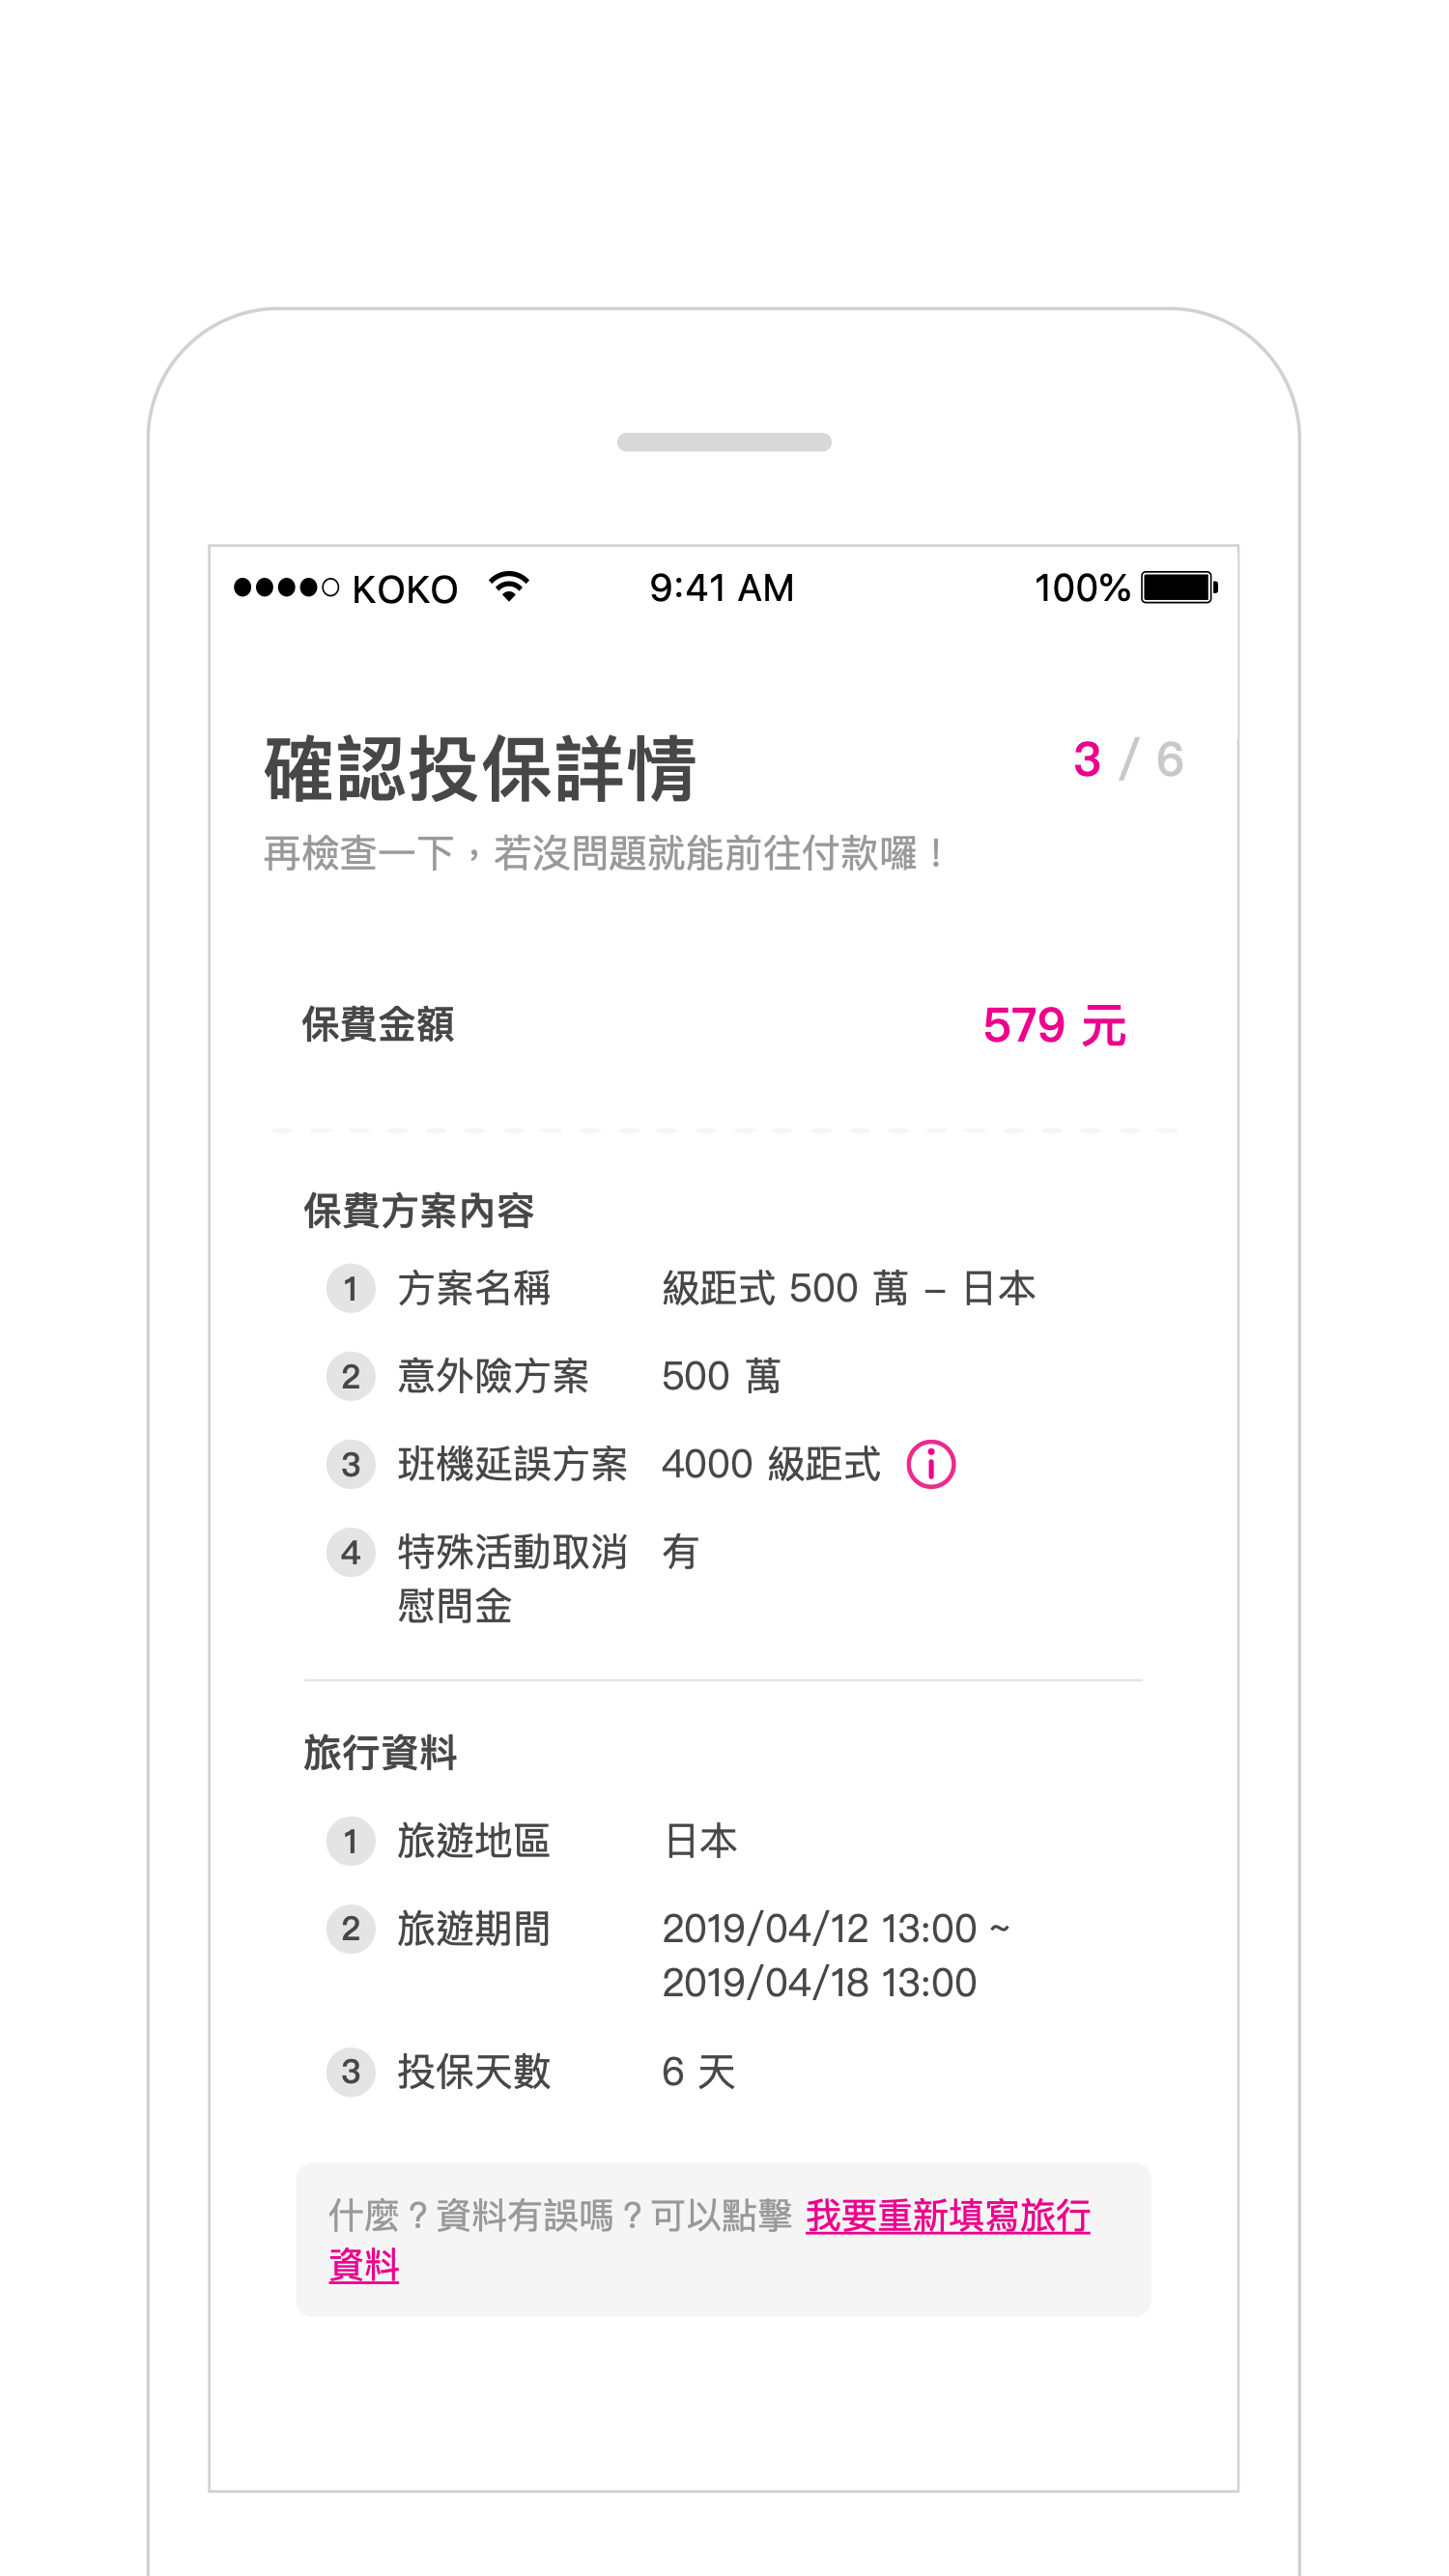 KOKO 9:41 AM 100%
確認投保詳情 3 / 6
再檢查一下，若沒問題就能前往付款囉！
保費金額 579 元
保費方案內容
1 方案名稱 級距式 500 萬 – 日本
2 意外險方案 500 萬
3 班機延誤方案 4000 級距式
4 特殊活動取消 有
慰問金
旅行資料
1 旅遊地區 日本
2 旅遊期間 2019/04/12 13:00 ~
2019/04/18 13:00
3 投保天數 6 天
什麼？資料有誤嗎？可以點擊 我要重新填寫旅行
資料